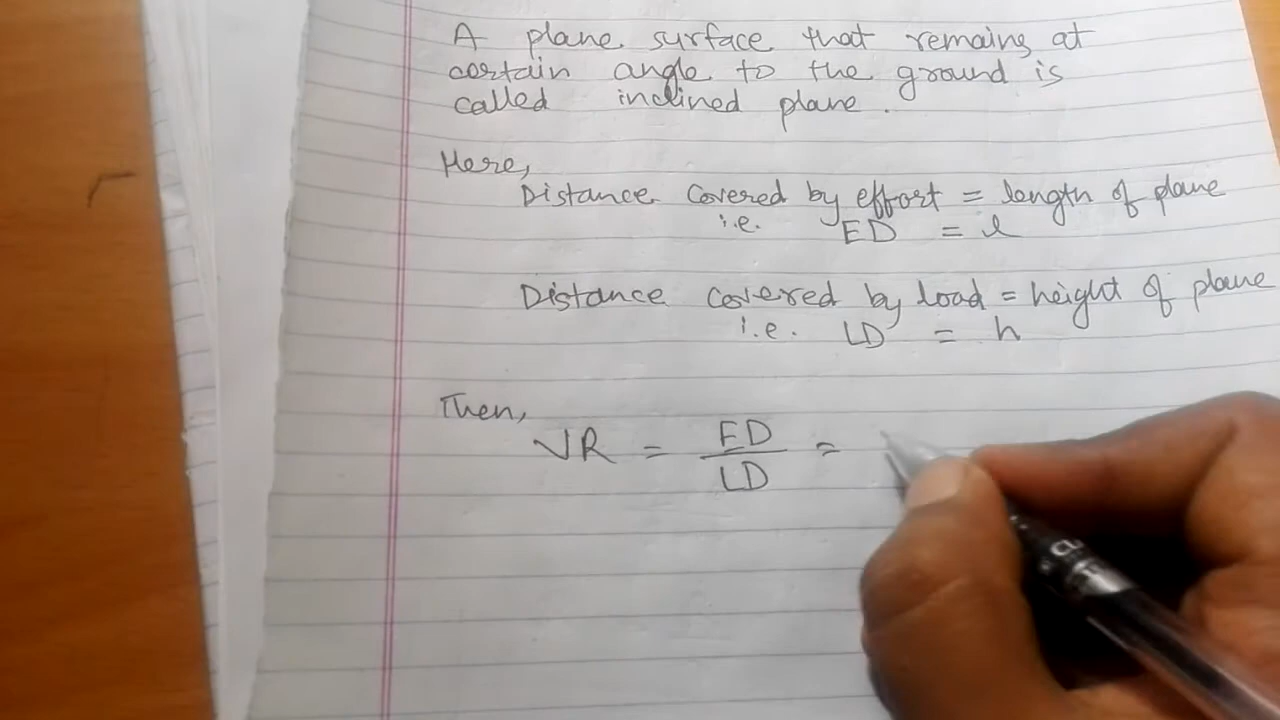 A plane surface that remains at
certain angle to the ground is
called inclined plane.
Here,
Distance covered by effort = length of plane
i.e. ED = l
Distance covered by load = height of plane
i.e. LD = h
Then,
VR = ED/LD =